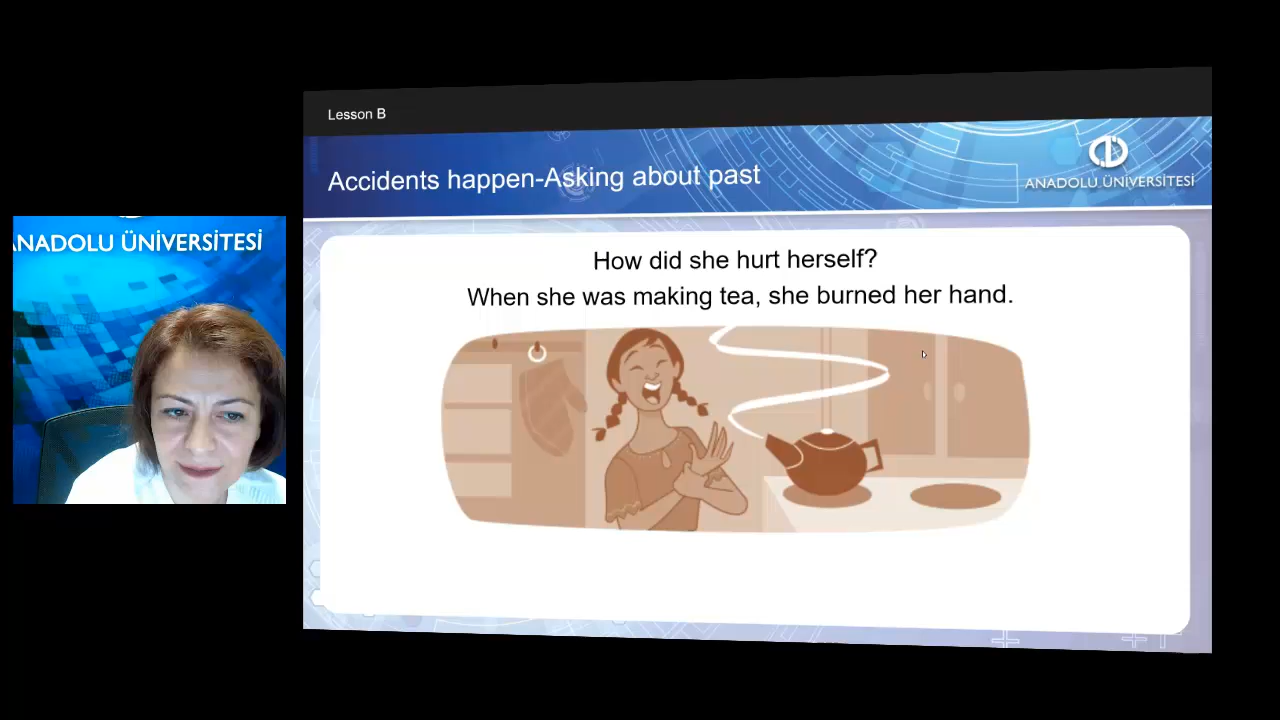 Lesson B
Accidents happen-Asking about past
ANADOLU ÜNİVERSİTESİ
ANADOLU ÜNİVERSİTESİ
How did she hurt herself?
When she was making tea, she burned her hand.